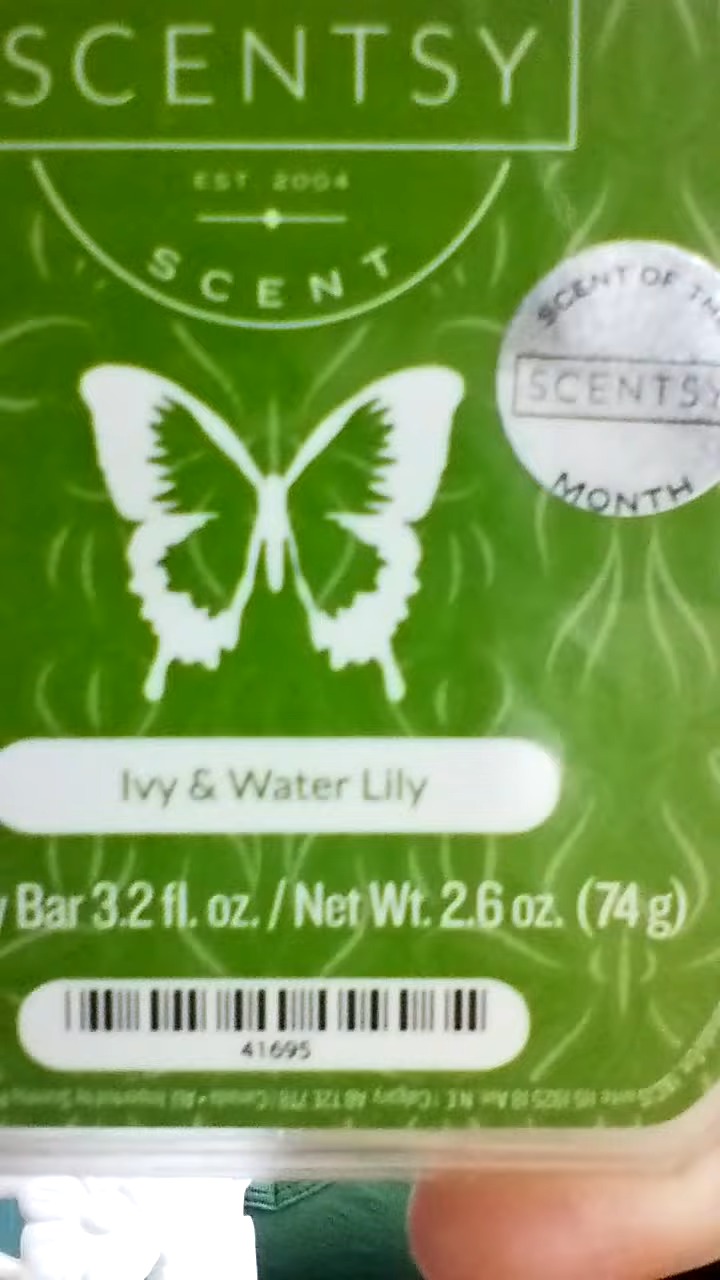 SCENTSY
EST. 2004
SCENT
SCENT OF THE
SCENTSY
MONTH
Ivy & Water Lily
Bar 3.2 fl. oz. / Net Wt. 2.6 oz. (74 g)
41695